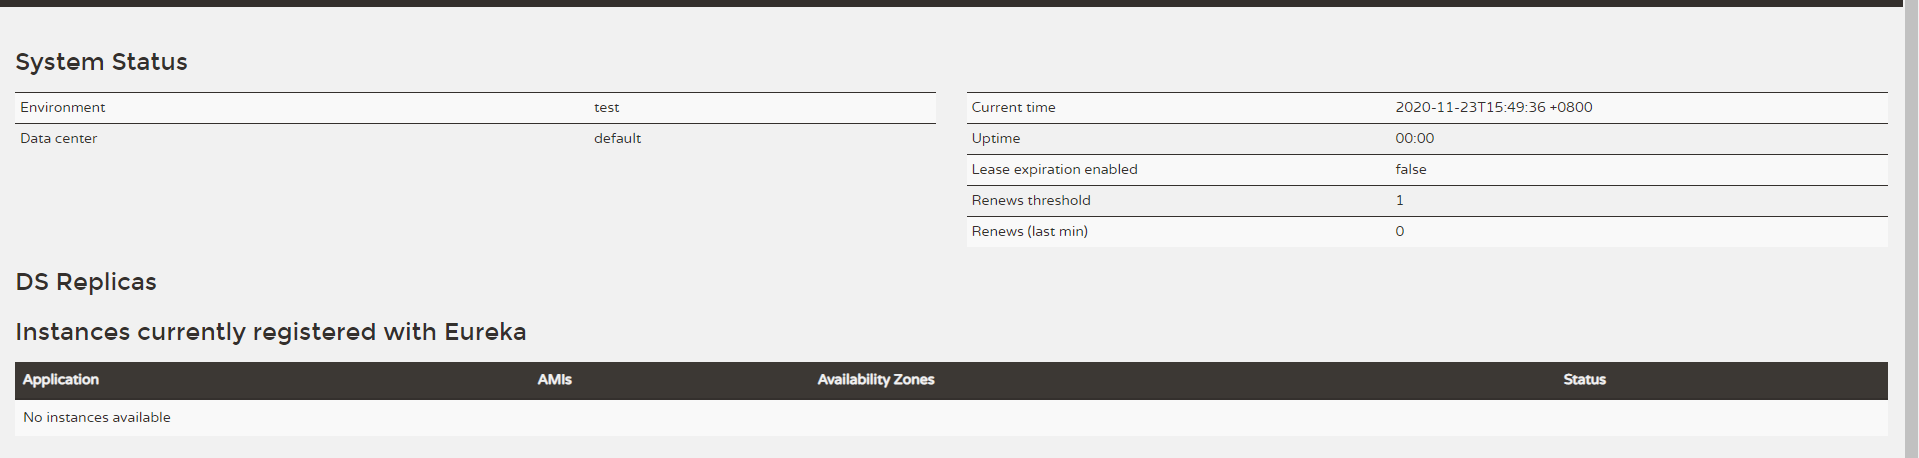 System Status
Environment test
Data center default
Current time 2020-11-23T15:49:36 +0800
Uptime 00:00
Lease expiration enabled false
Renews threshold 1
Renews (last min) 0
DS Replicas
Instances currently registered with Eureka
Application AMIs Availability Zones Status
No instances available